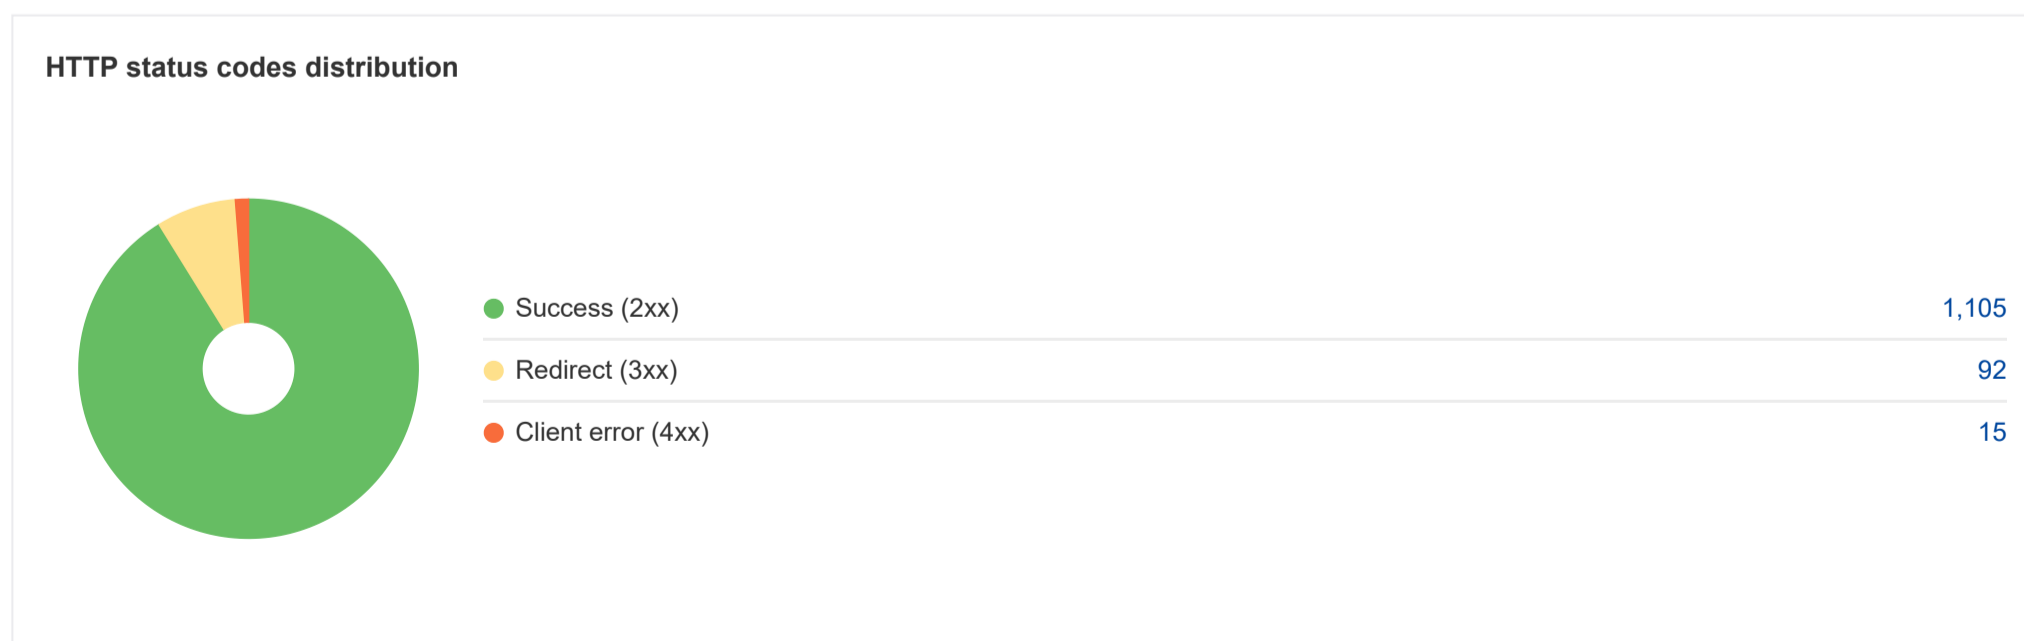 HTTP status codes distribution
Success (2xx) 1,105
Redirect (3xx) 92
Client error (4xx) 15